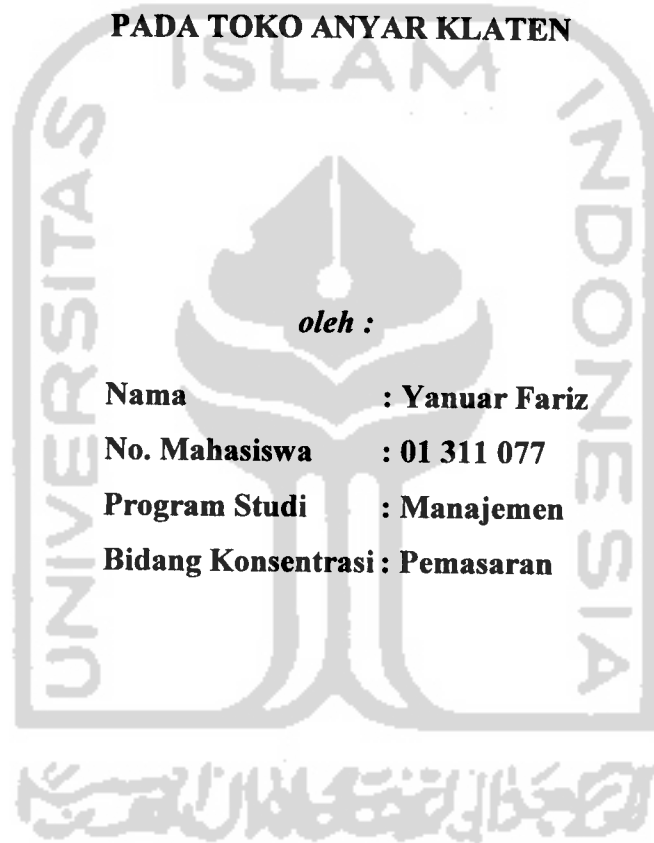 PADA TOKO ANYAR KLATEN
ISLAM
UNIVERSITAS
INDONESIA
oleh :
Nama : Yanuar Fariz
No. Mahasiswa : 01 311 077
Program Studi : Manajemen
Bidang Konsentrasi : Pemasaran